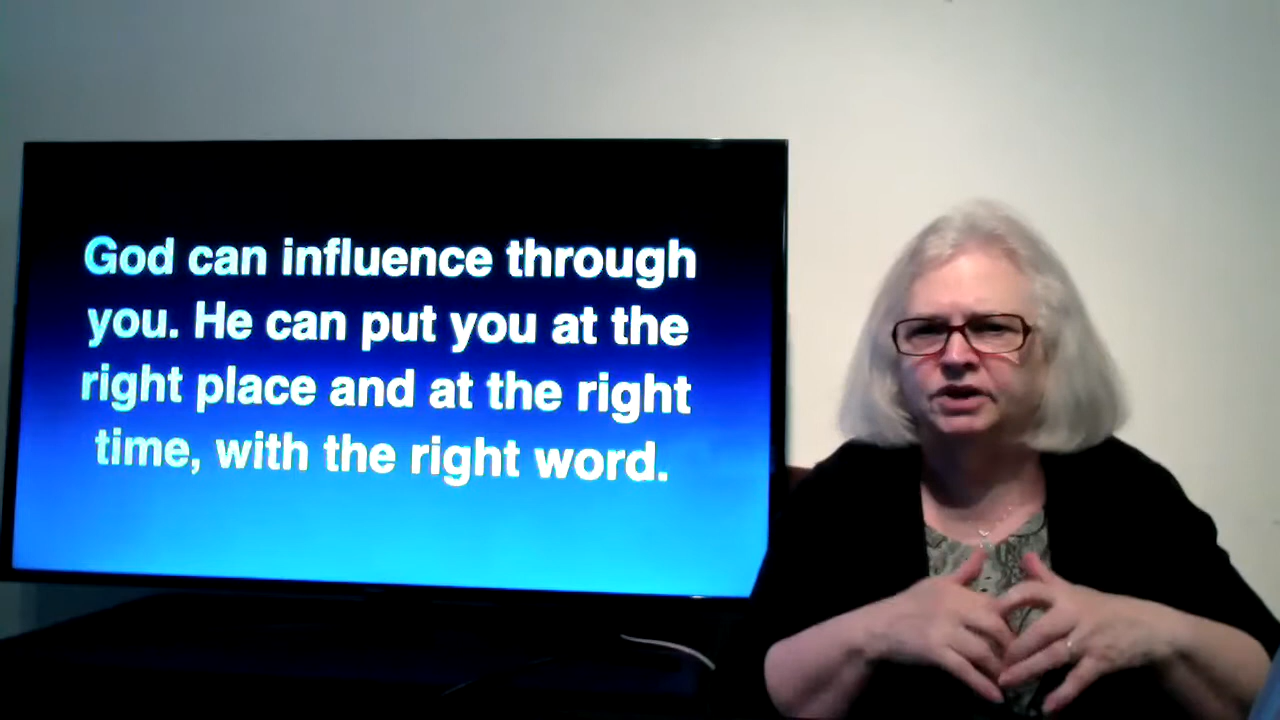 God can influence through
you. He can put you at the
right place and at the right
time, with the right word.